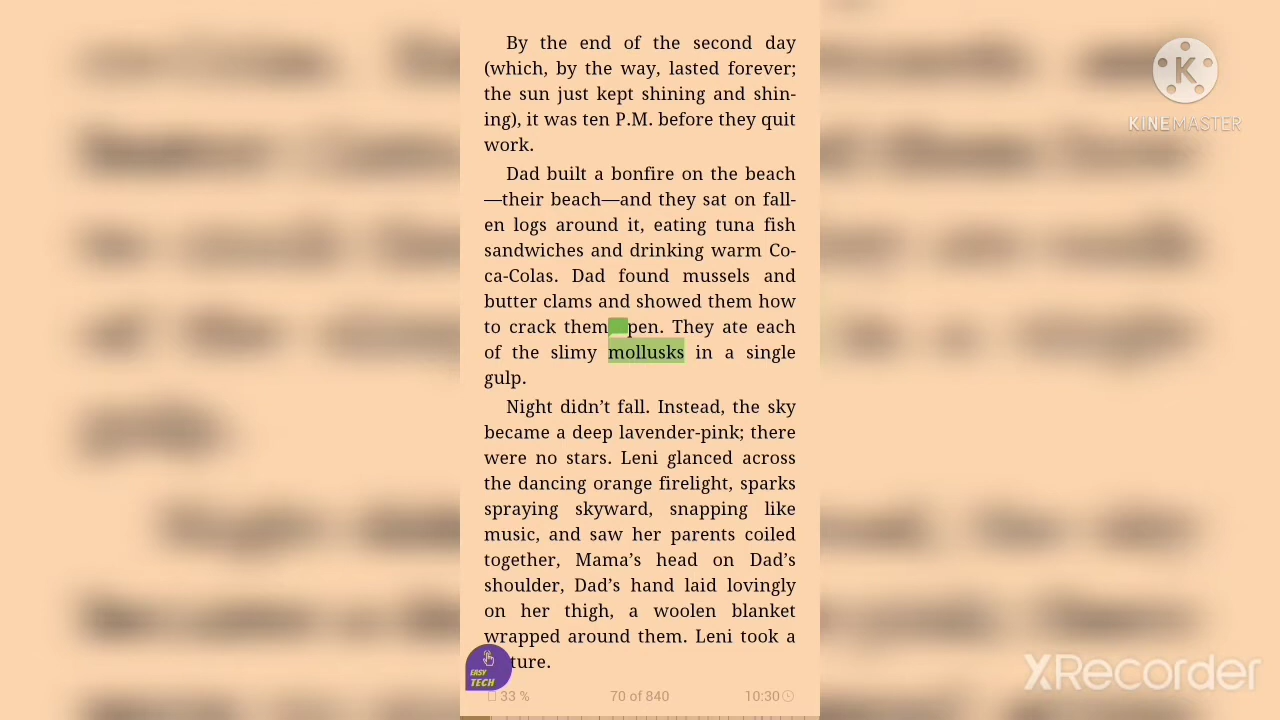 By the end of the second day
(which, by the way, lasted forever;
the sun just kept shining and shin-
ing), it was ten P.M. before they quit
work.
Dad built a bonfire on the beach
—their beach—and they sat on fall-
en logs around it, eating tuna fish
sandwiches and drinking warm Co-
ca-Colas. Dad found mussels and
butter clams and showed them how
to crack them pen. They ate each
of the slimy mollusks in a single
gulp.
Night didn’t fall. Instead, the sky
became a deep lavender-pink; there
were no stars. Leni glanced across
the dancing orange firelight, sparks
spraying skyward, snapping like
music, and saw her parents coiled
together, Mama’s head on Dad’s
shoulder, Dad’s hand laid lovingly
on her thigh, a woolen blanket
wrapped around them. Leni took a
ture.
EASY
TECH
33 % 70 of 840 10:30
K
KINEMASTER
XRecorder